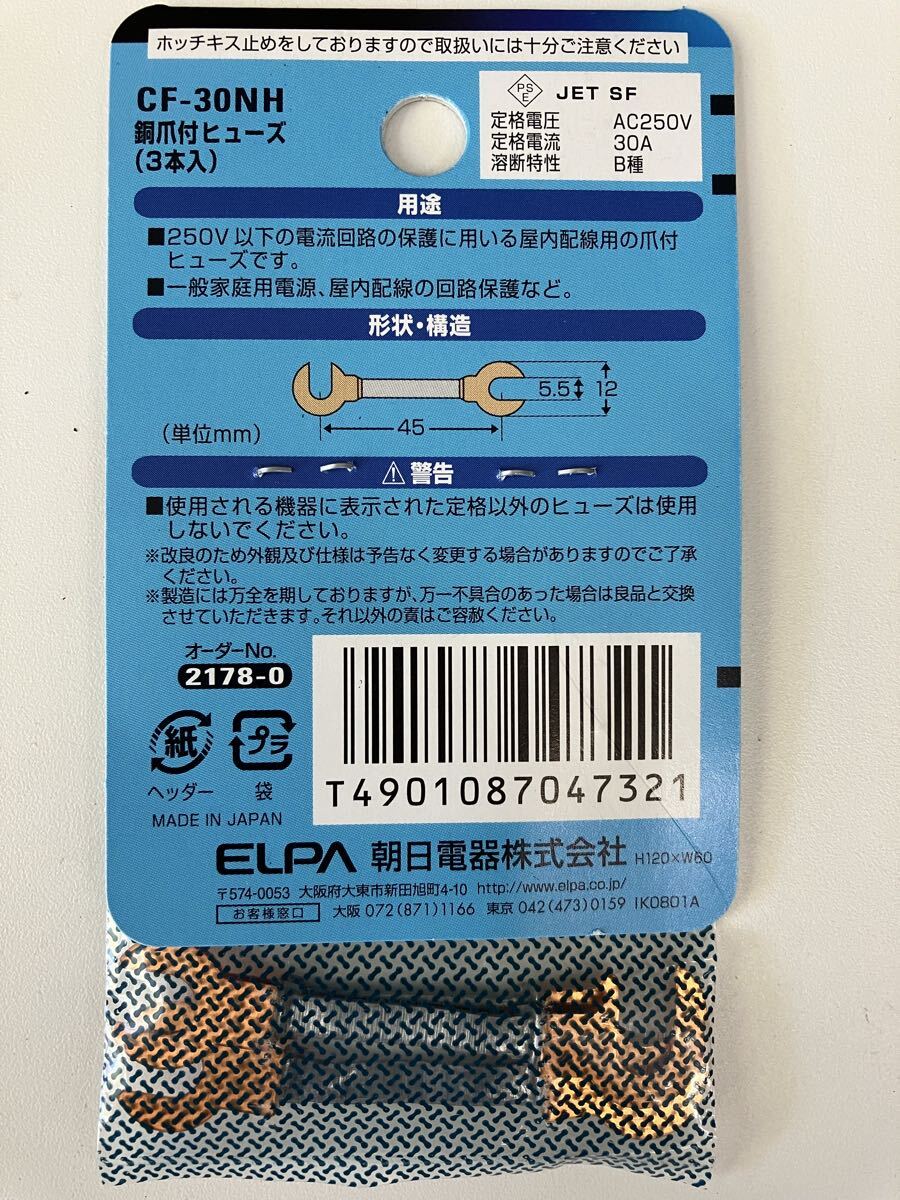 ホッチキス止めをしておりますので取扱いには十分ご注意ください
CF-30NH
銅爪付ヒューズ
(3本入)
PS
E
JET SF
定格電圧 AC250V
定格電流 30A
溶断特性 B種
用途
■250V以下の電流回路の保護に用いる屋内配線用の爪付
ヒューズです。
■一般家庭用電源、屋内配線の回路保護など。
形状・構造
5.5
12
45
(単位mm)
⚠警告
■使用される機器に表示された定格以外のヒューズは使用
しないでください。
※改良のため外観及び仕様は予告なく変更する場合がありますのでご了承
ください。
※製造には万全を期しておりますが、万一不具合のあった場合は良品と交換
させていただきます。それ以外の責はご容赦ください。
オーダーNo.
2178-0
紙
プラ
ヘッダー
袋
MADE IN JAPAN
T4901087047321
ELPA 朝日電器株式会社 H120×W60
〒574-0053 大阪府大東市新田旭町4-10 http://www.elpa.co.jp/
お客様窓口 大阪 072(871)1166 東京 042(473)0159 IK0801A